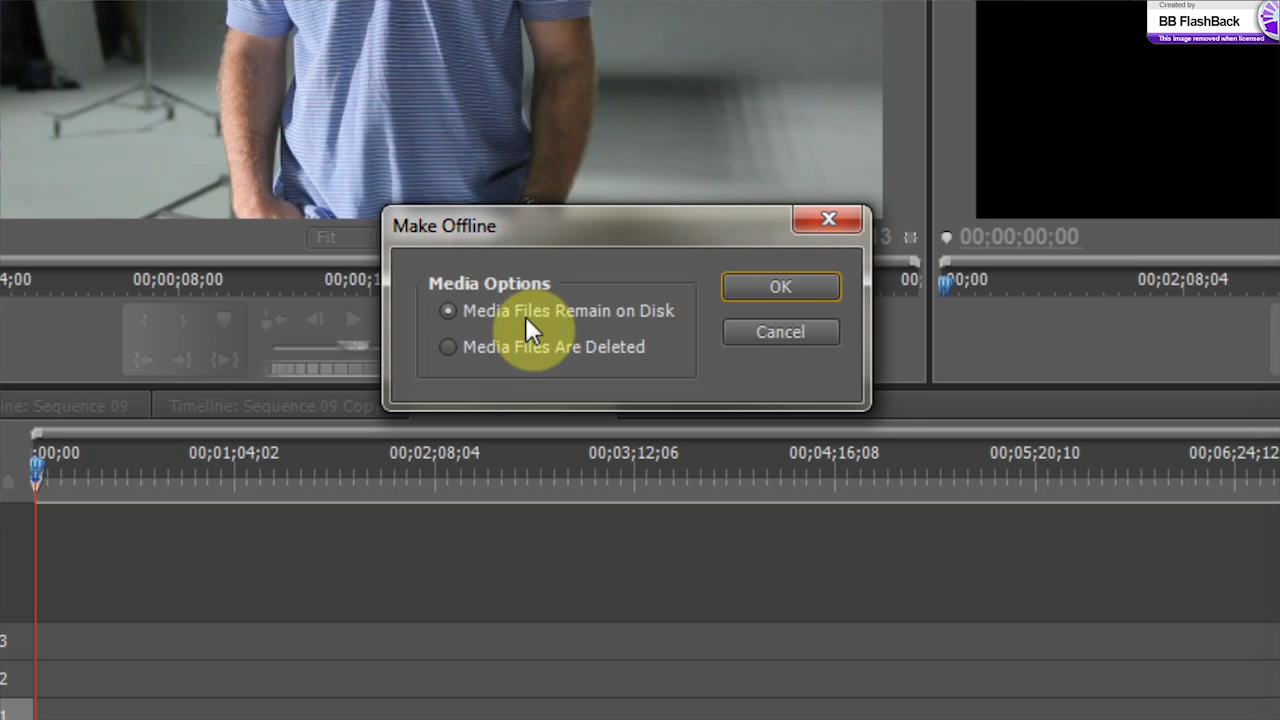 Created by
BB FlashBack
This image removed when licensed
Fit
00;00;00;00
Make Offline
4;00
00;00;08;00
00;00;1
00;
00;00
00;02;08;04
Media Options
OK
Media Files Remain on Disk
Cancel
Media Files Are Deleted
ine: Sequence 09
Timeline: Sequence 09 Cop
;00;00
00;01;04;02
00;02;08;04
00;03;12;06
00;04;16;08
00;05;20;10
00;06;24;12
3
2
1